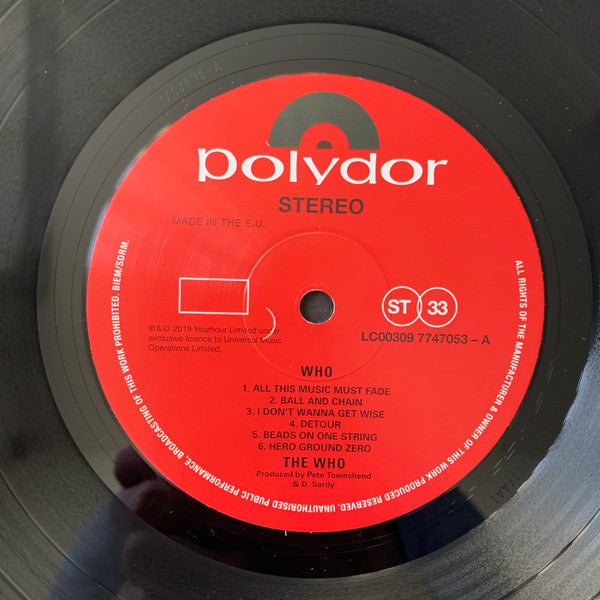 polydor
STEREO
MADE IN THE E.U.
ST 33
LC00309 7747053 – A
℗ & © 2019 Yearhour Limited under
exclusive licence to Universal Music
Operations Limited.
WHO
1. ALL THIS MUSIC MUST FADE
2. BALL AND CHAIN
3. I DON'T WANNA GET WISE
4. DETOUR
5. BEADS ON ONE STRING
6. HERO GROUND ZERO
THE WHO
Produced by Pete Townshend
& D. Sardy
ALL RIGHTS OF THE MANUFACTURER & OWNER OF THIS WORK PRODUCED RESERVED. UNAUTHORISED PUBLIC PERFORMANCE, BROADCASTING OF THIS WORK PROHIBITED. BIEM/SDRM.